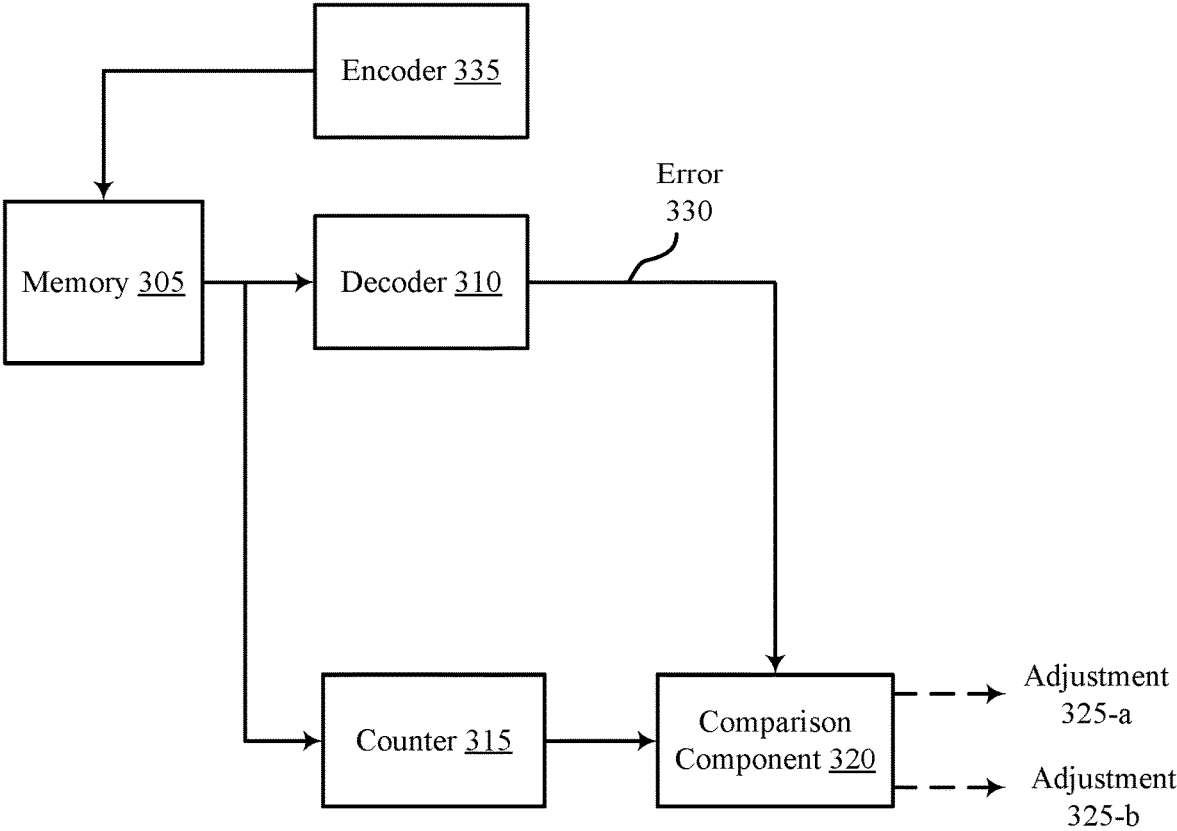 Encoder 335
Error
330
Memory 305
Decoder 310
Adjustment
325-a
Counter 315
Comparison
Component 320
Adjustment
325-b